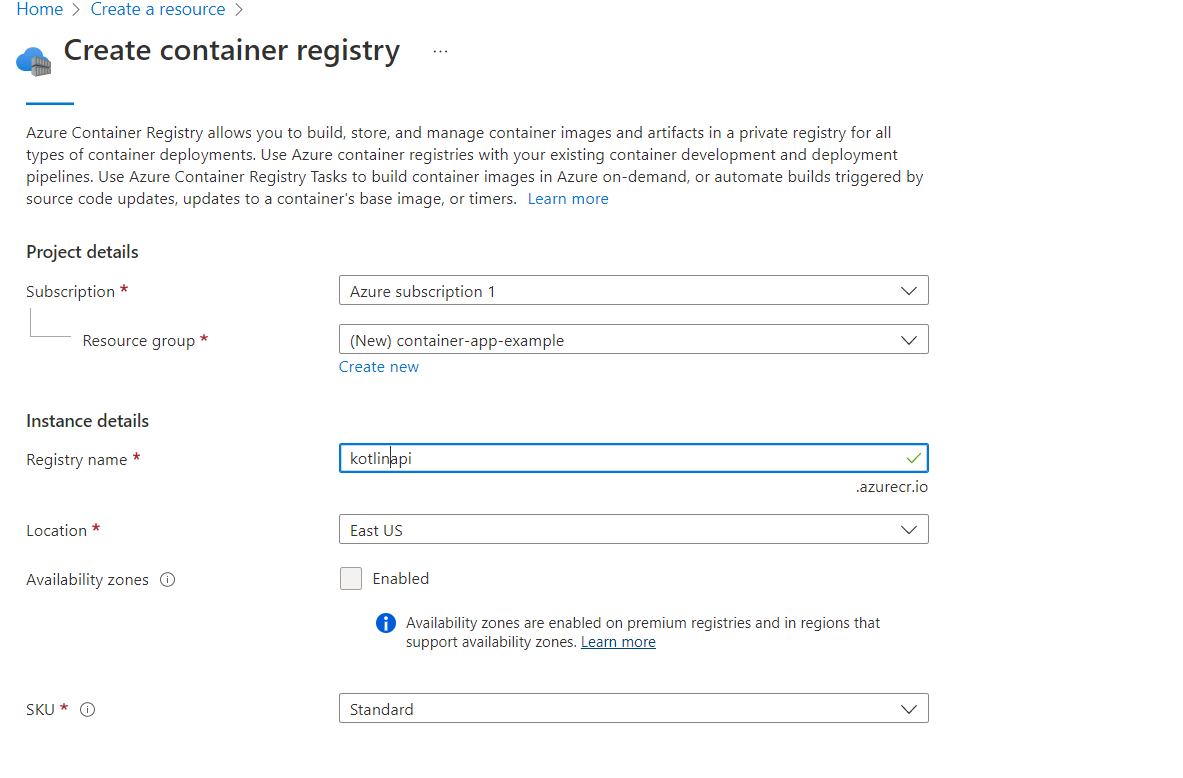 Home > Create a resource >
Create container registry ...
Azure Container Registry allows you to build, store, and manage container images and artifacts in a private registry for all
types of container deployments. Use Azure container registries with your existing container development and deployment
pipelines. Use Azure Container Registry Tasks to build container images in Azure on-demand, or automate builds triggered by
source code updates, updates to a container's base image, or timers. Learn more
Project details
Subscription *
Azure subscription 1
Resource group *
(New) container-app-example
Create new
Instance details
Registry name *
kotlinapi
.azurecr.io
Location *
East US
Availability zones
Enabled
Availability zones are enabled on premium registries and in regions that
support availability zones. Learn more
SKU *
Standard